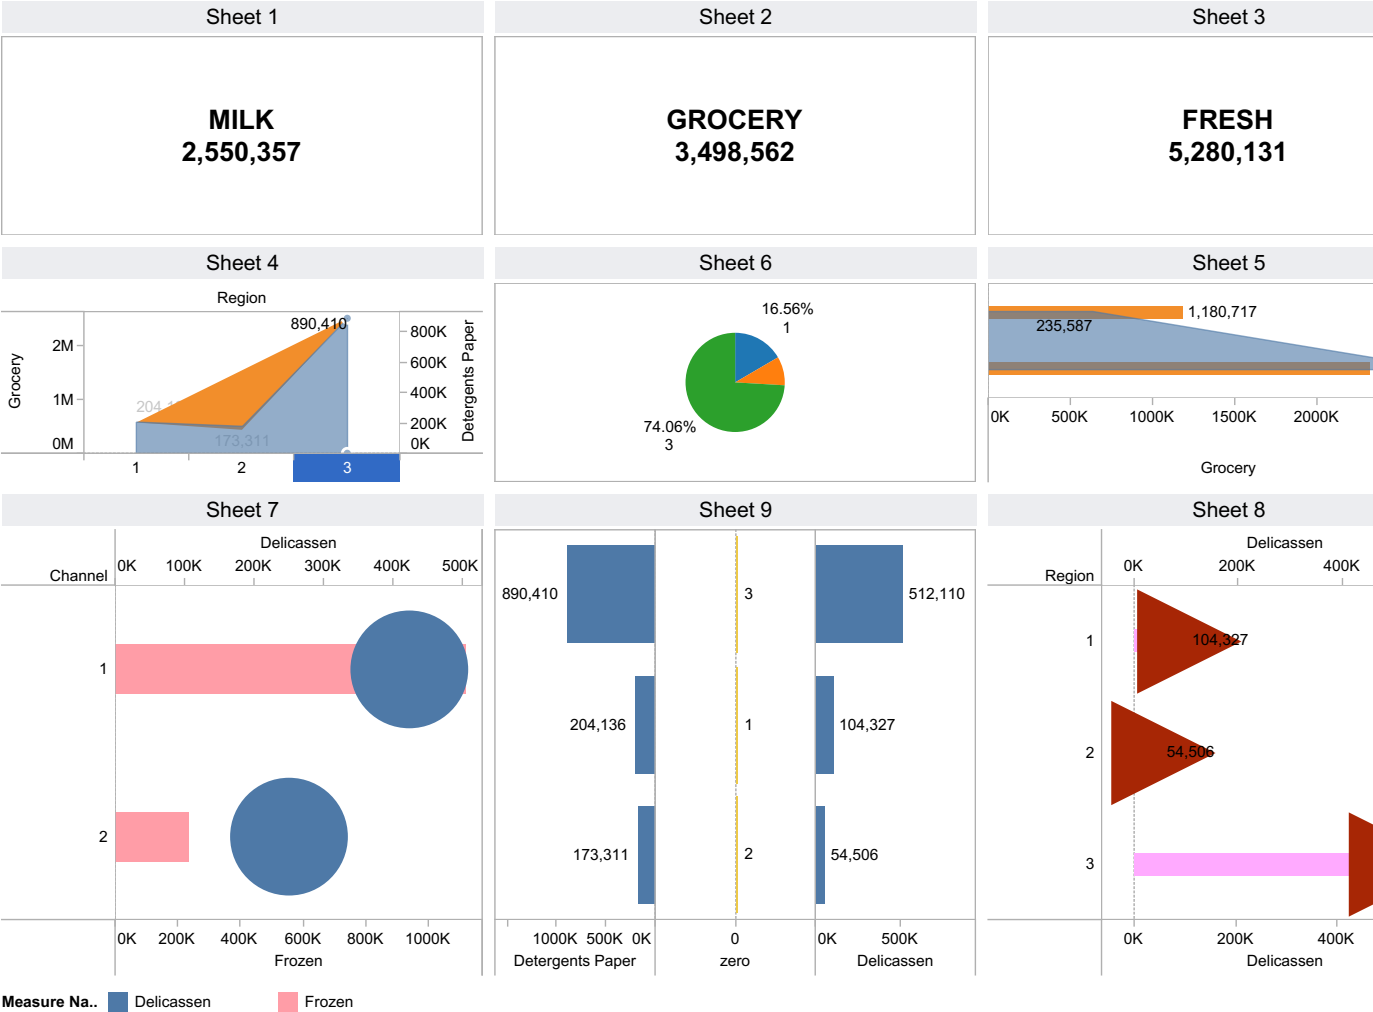 Sheet 1
Sheet 2
Sheet 3
MILK
2,550,357
GROCERY
3,498,562
FRESH
5,280,131
Sheet 4
Sheet 6
Sheet 5
Region
890,410
2M
1M
0M
Grocery
800K
600K
400K
200K
0K
Detergents Paper
173,311
1
2
3
16.56%
1
74.06%
3
1,180,717
235,587
0K
500K
1000K
1500K
2000K
Grocery
Sheet 7
Sheet 9
Sheet 8
Delicassen
Channel
0K
100K
200K
300K
400K
500K
1
2
0K
200K
400K
600K
800K
1000K
Frozen
890,410
3
512,110
204,136
1
104,327
173,311
2
54,506
1000K
500K
0K
0
0K
500K
Detergents Paper
zero
Delicassen
Delicassen
Region
0K
200K
400K
1
104,327
2
54,506
3
0K
200K
400K
Delicassen
Measure Na..
Delicassen
Frozen